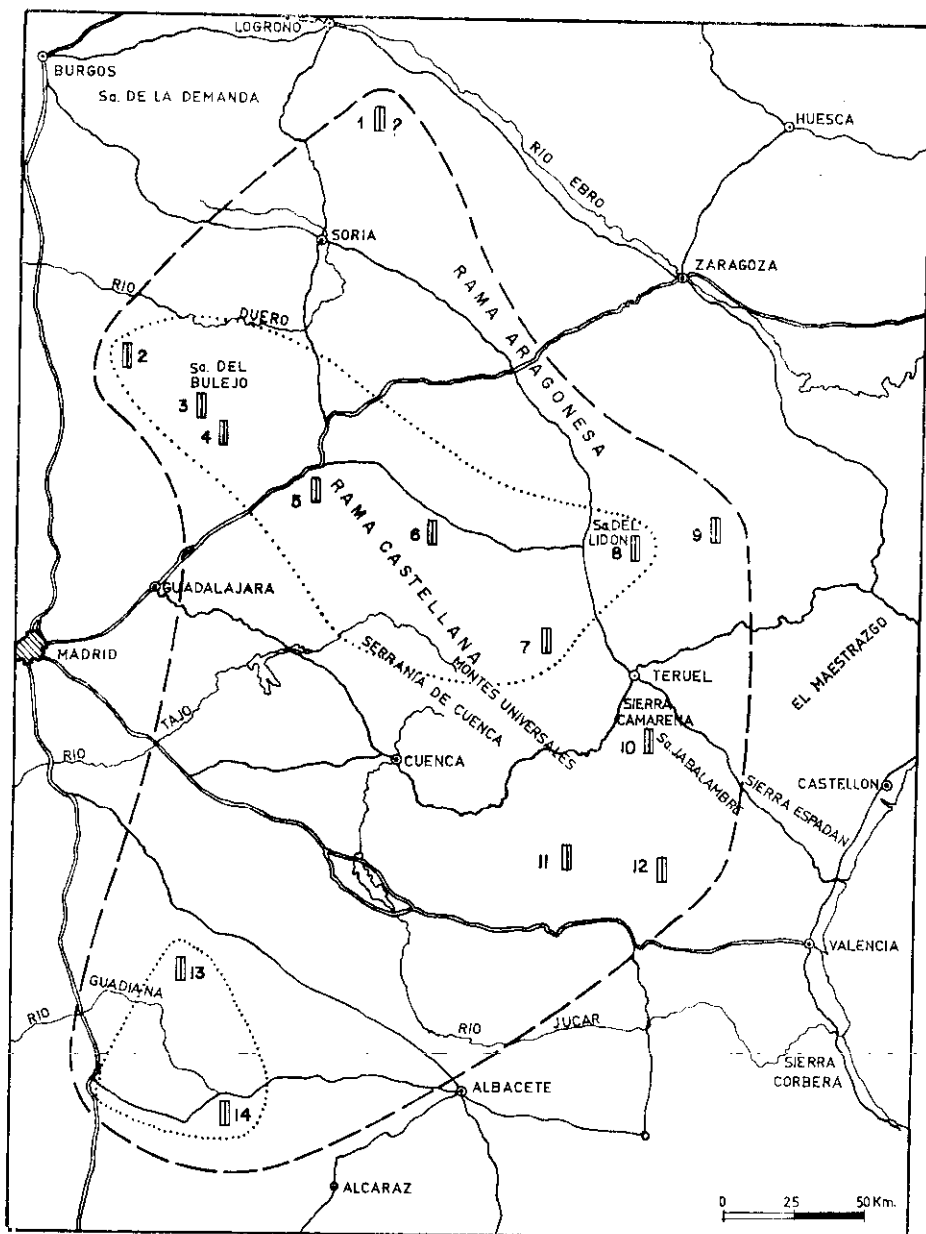 LOGROÑO
BURGOS
Sa. DE LA DEMANDA
1 ?
HUESCA
RIO EBRO
SORIA
ZARAGOZA
RIO DUERO
RAMA ARAGONESA
2
Sa. DEL
BULEJO
3
4
5
RAMA CASTELLANA
6
Sa. DEL
LIDON
8
9
GUADALAJARA
MADRID
7
SERRANÍA DE CUENCA
MONTES UNIVERSALES
TERUEL
EL MAESTRAZGO
RIO TAJO
SIERRA
CAMARENA
10
Sa. JABALAMBRE
CUENCA
SIERRA ESPADAN
CASTELLON
11
12
VALENCIA
13
RIO GUADIANA
RIO JUCAR
SIERRA
CORBERA
ALBACETE
14
ALCARAZ
0 25 50 Km.